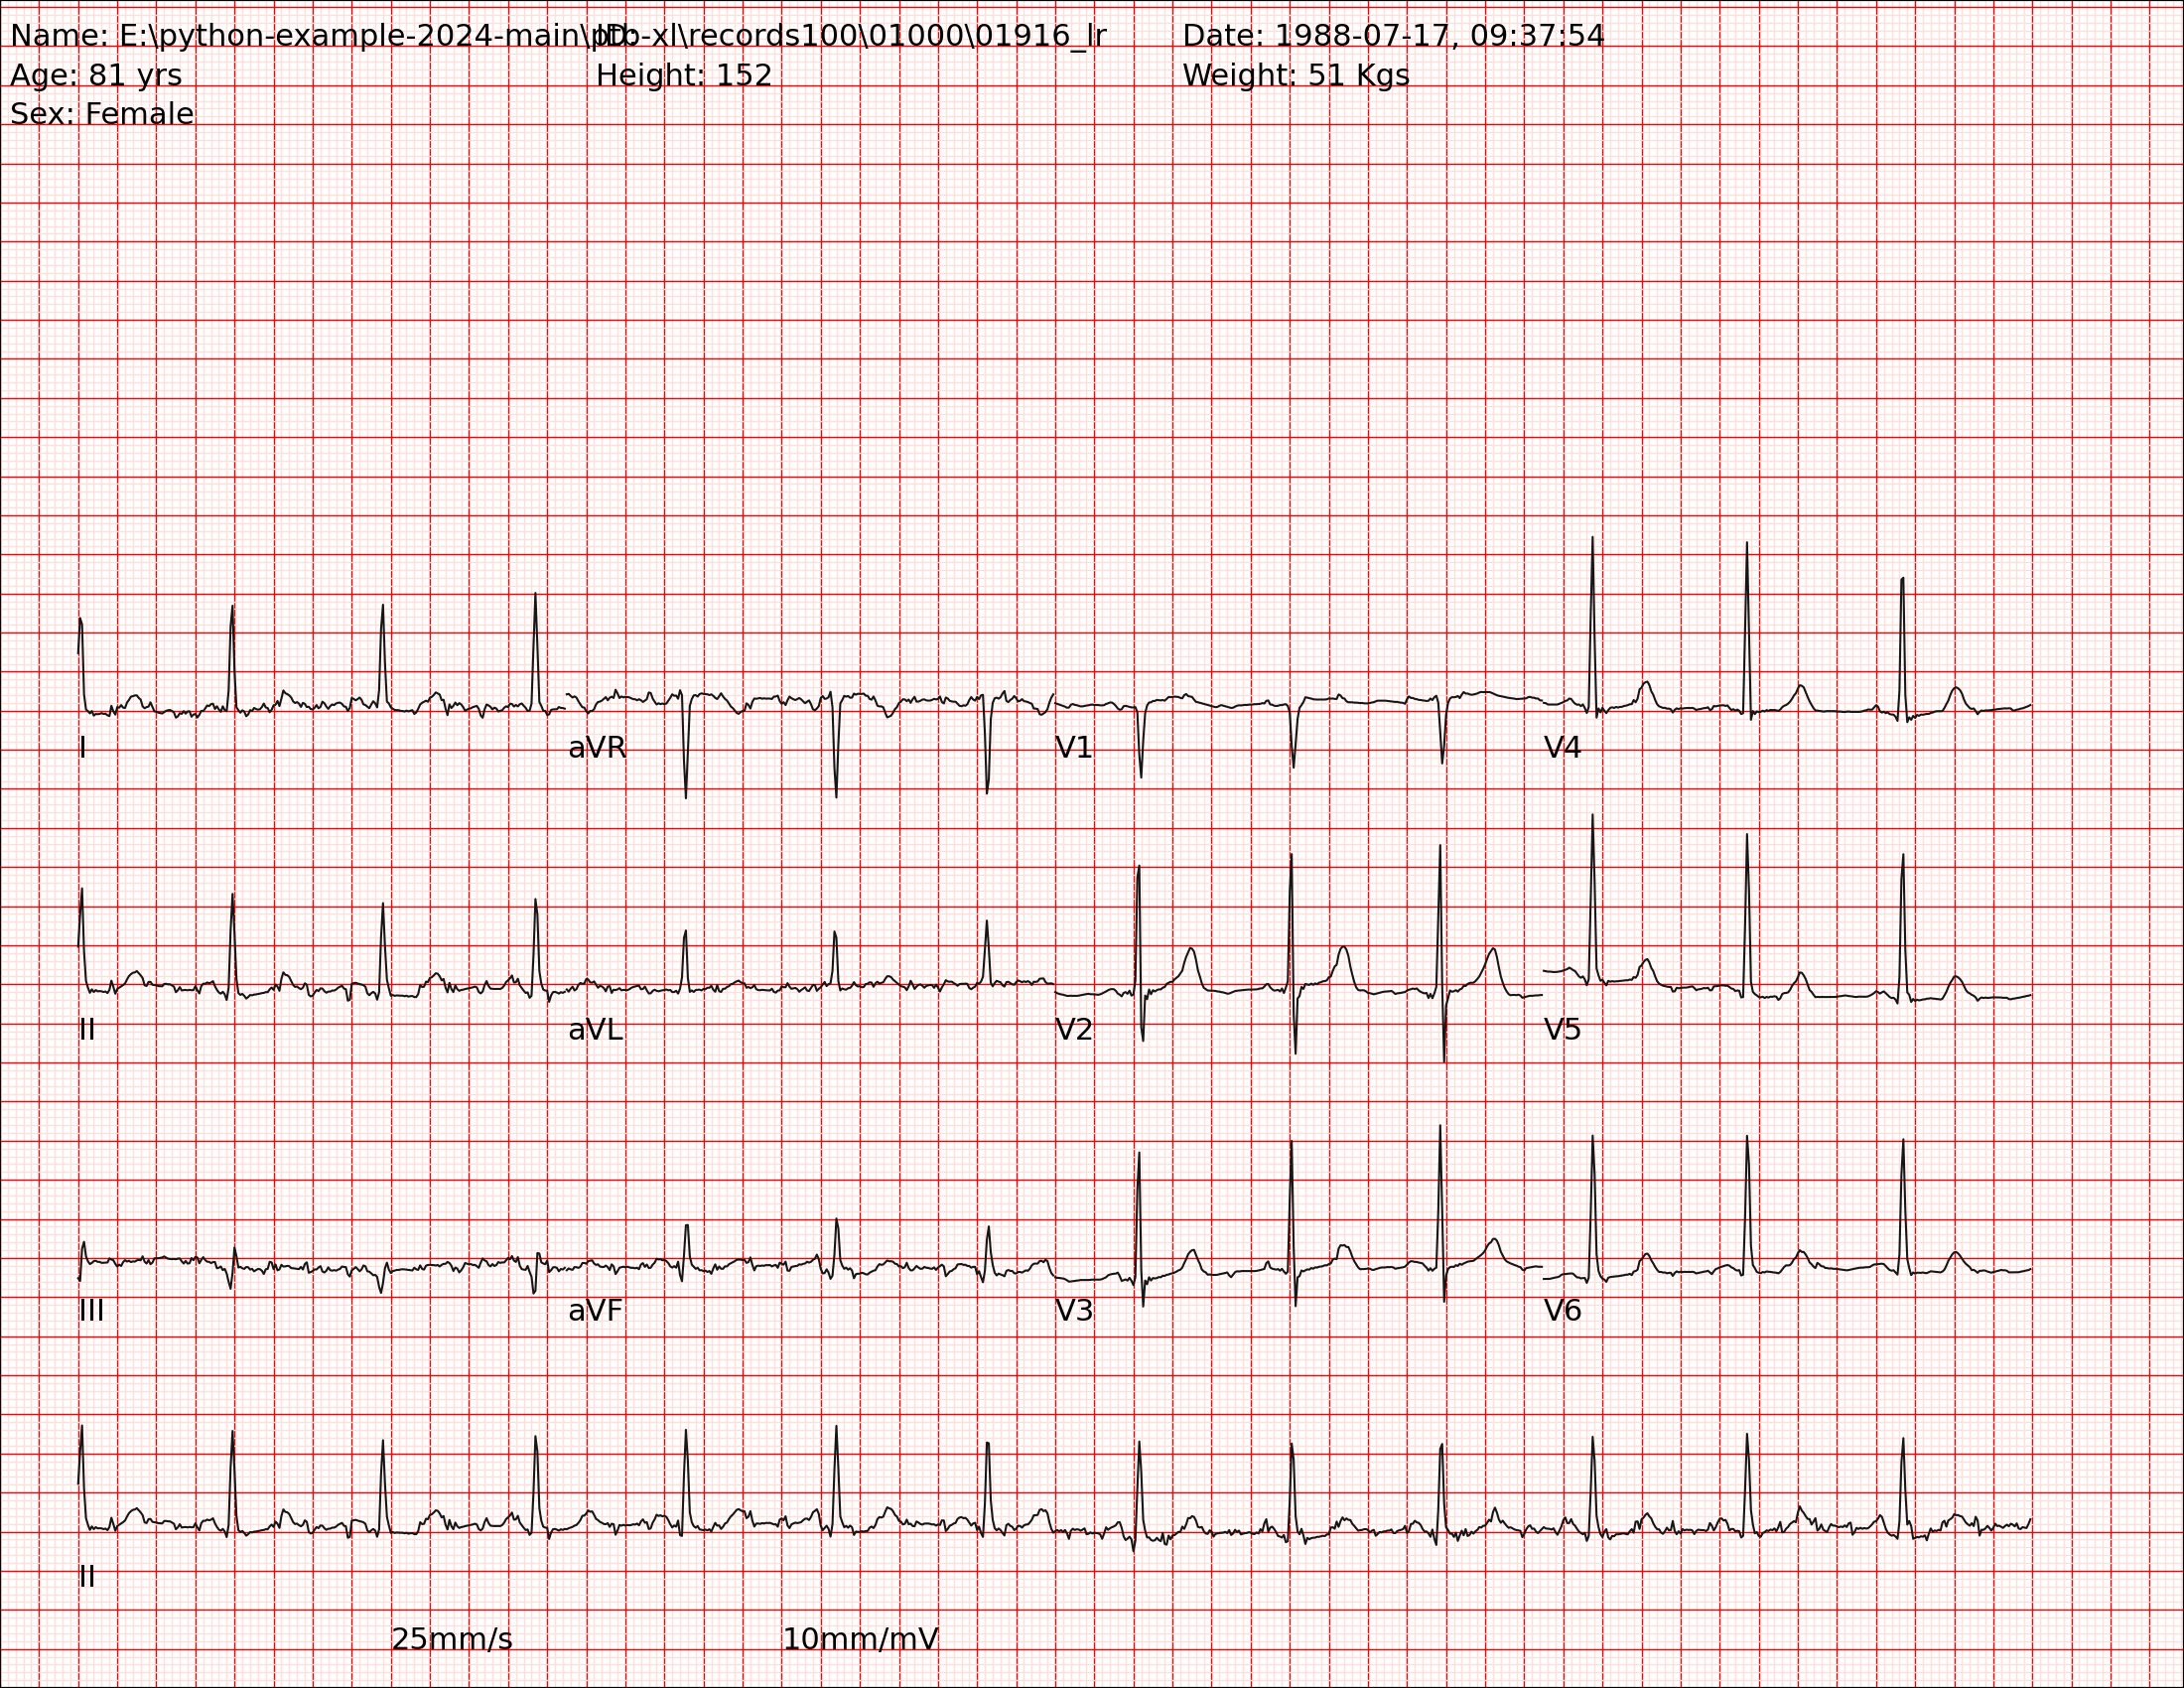 Name: E:\python-example-2024-main\ptb-xl\records100\01000\01916_lr ID: Date: 1988-07-17, 09:37:54
Age: 81 yrs Height: 152 Weight: 51 Kgs
Sex: Female
I aVR V1 V4
II aVL V2 V5
III aVF V3 V6
II
25mm/s 10mm/mV